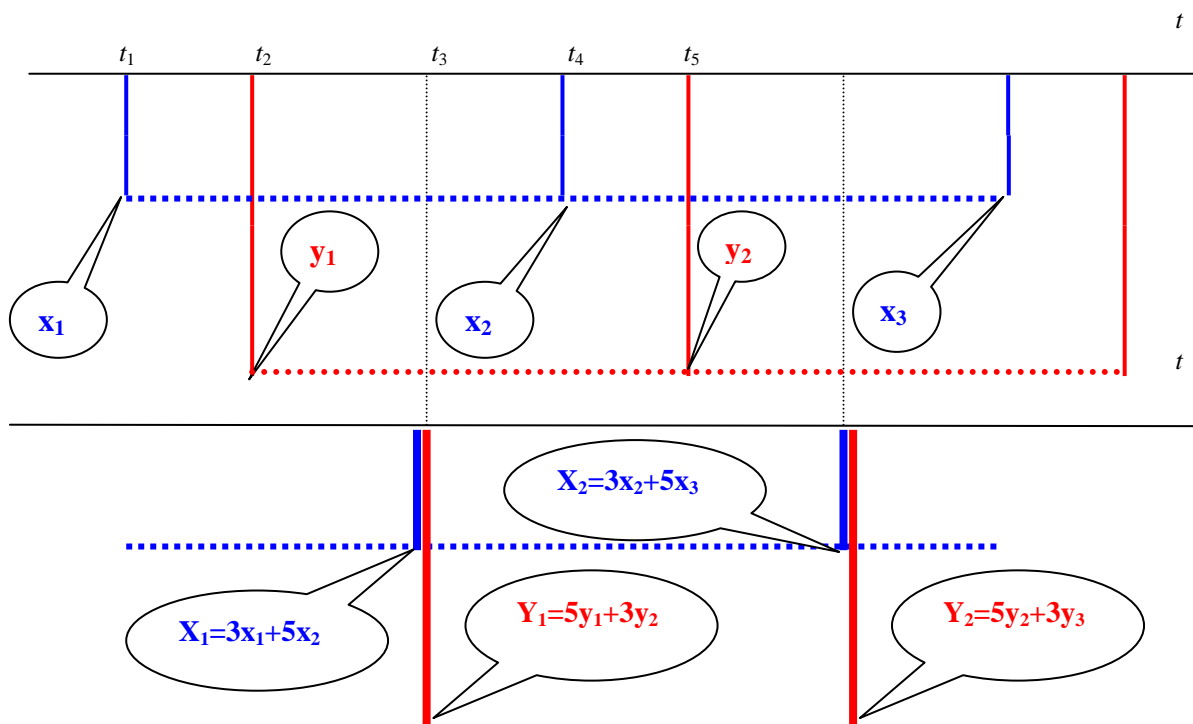 t
t₁ t₂ t₃ t₄ t₅
y₁ y₂
x₁ x₂ x₃
t
X₂=3x₂+5x₃
X₁=3x₁+5x₂ Y₁=5y₁+3y₂ Y₂=5y₂+3y₃